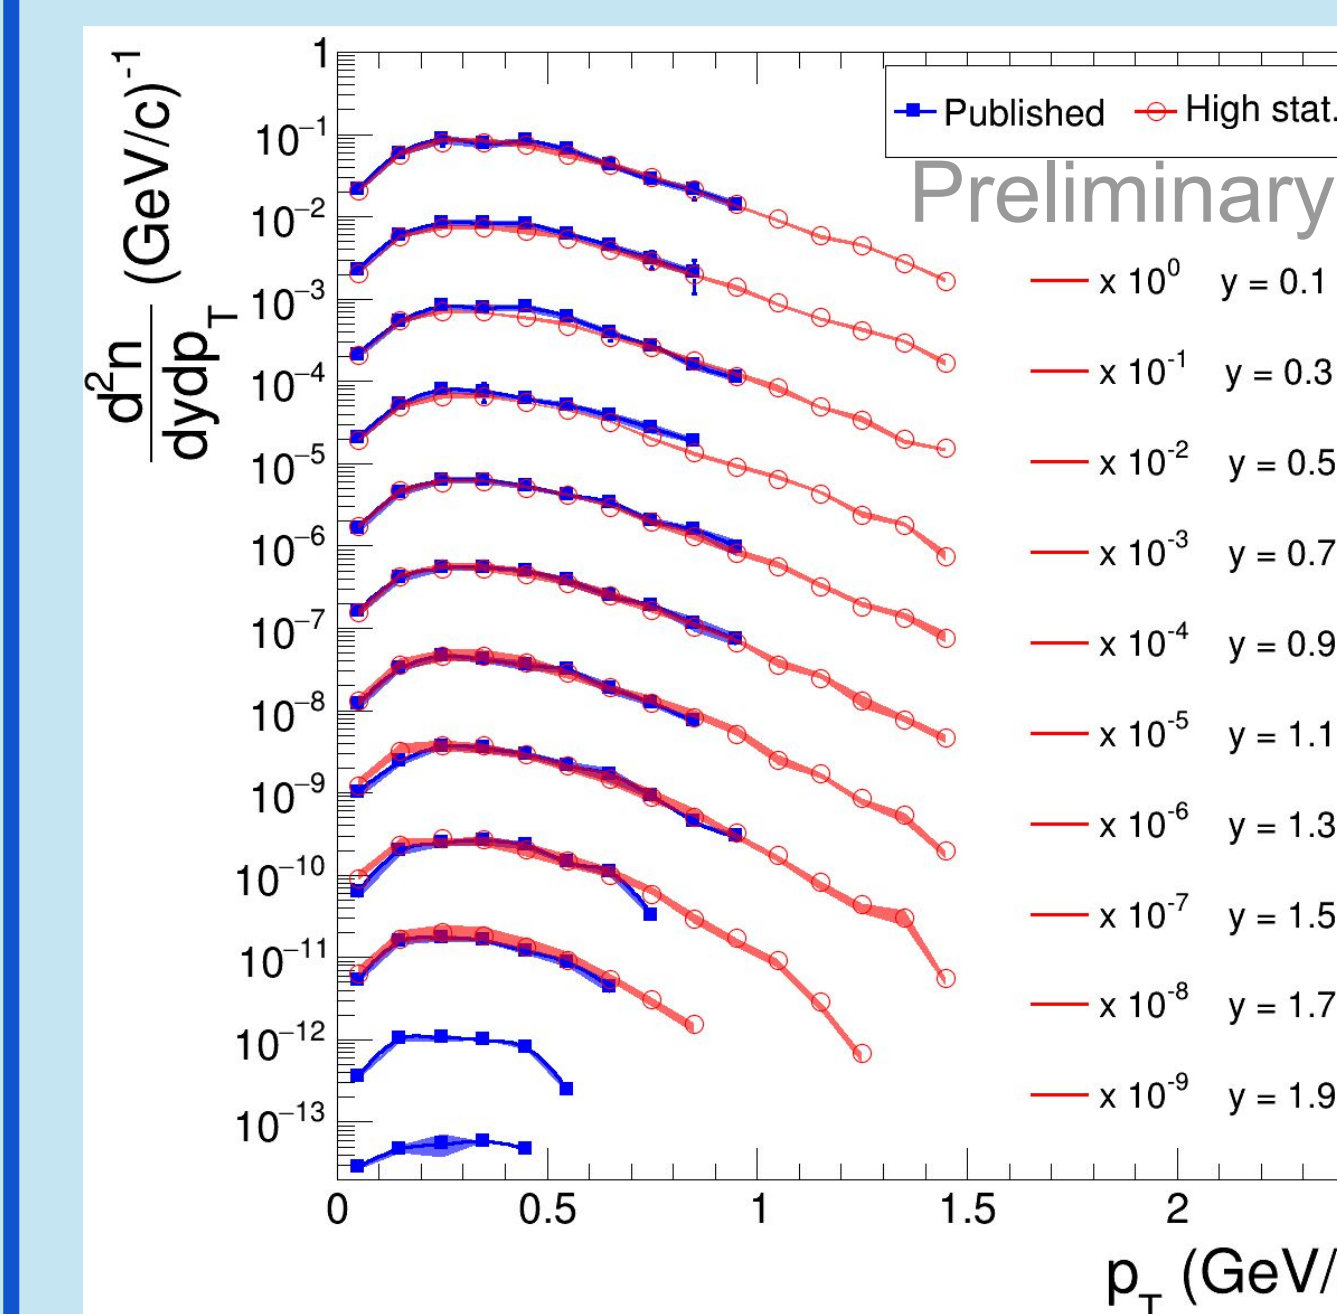 d²n
dydp_T
(GeV/c)⁻¹
1
10⁻¹
10⁻²
10⁻³
10⁻⁴
10⁻⁵
10⁻⁶
10⁻⁷
10⁻⁸
10⁻⁹
10⁻¹⁰
10⁻¹¹
10⁻¹²
10⁻¹³
Published High stat.
Preliminary
x 10⁰ y = 0.1
x 10⁻¹ y = 0.3
x 10⁻² y = 0.5
x 10⁻³ y = 0.7
x 10⁻⁴ y = 0.9
x 10⁻⁵ y = 1.1
x 10⁻⁶ y = 1.3
x 10⁻⁷ y = 1.5
x 10⁻⁸ y = 1.7
x 10⁻⁹ y = 1.9
0 0.5 1 1.5 2
p_T (GeV/